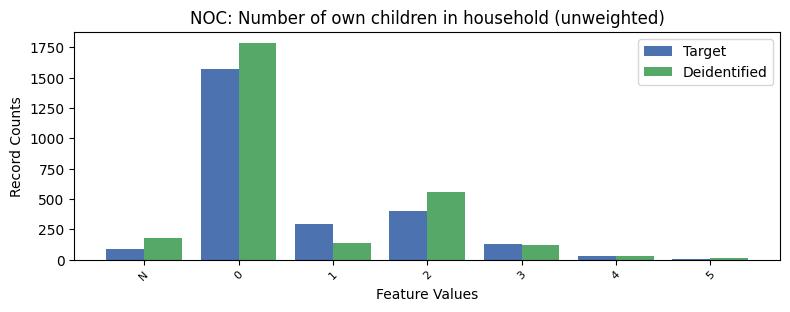 NOC: Number of own children in household (unweighted)
Target
Deidentified
Record Counts
1750
1500
1250
1000
750
500
250
0
N 0 1 2 3 4 5
Feature Values